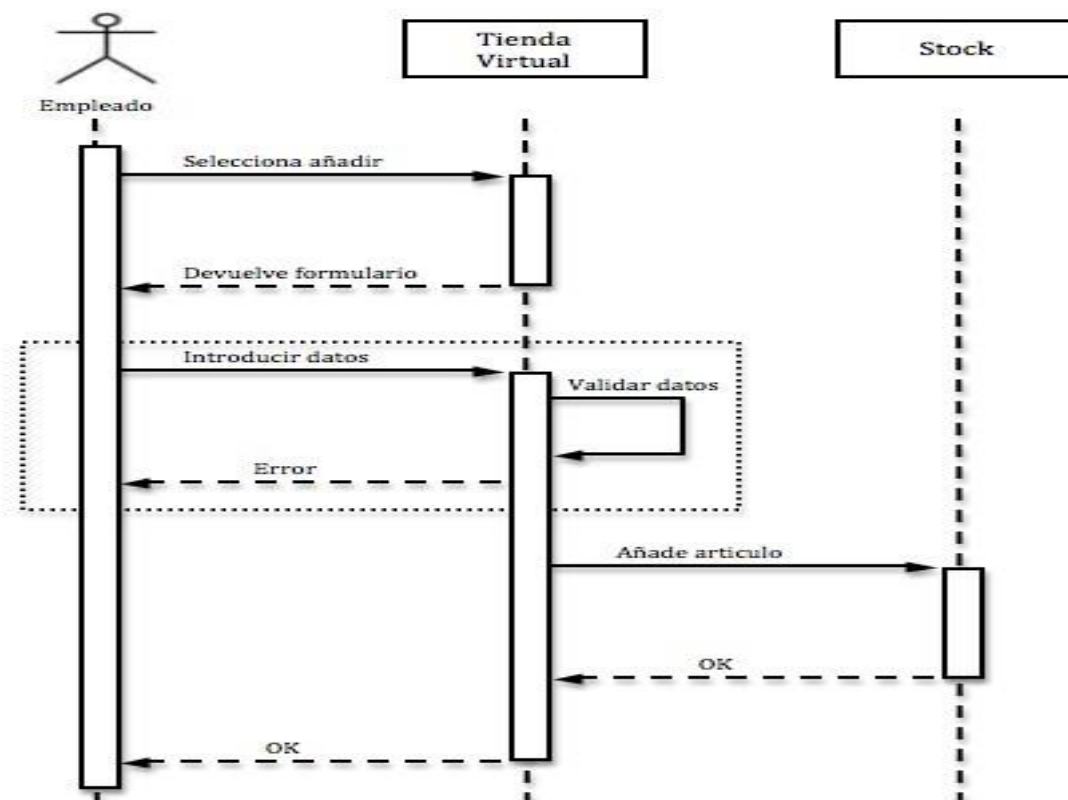 Tienda
Virtual
Stock
Empleado
Selecciona añadir
Devuelve formulario
Introducir datos
Validar datos
Error
Añade articulo
OK
OK